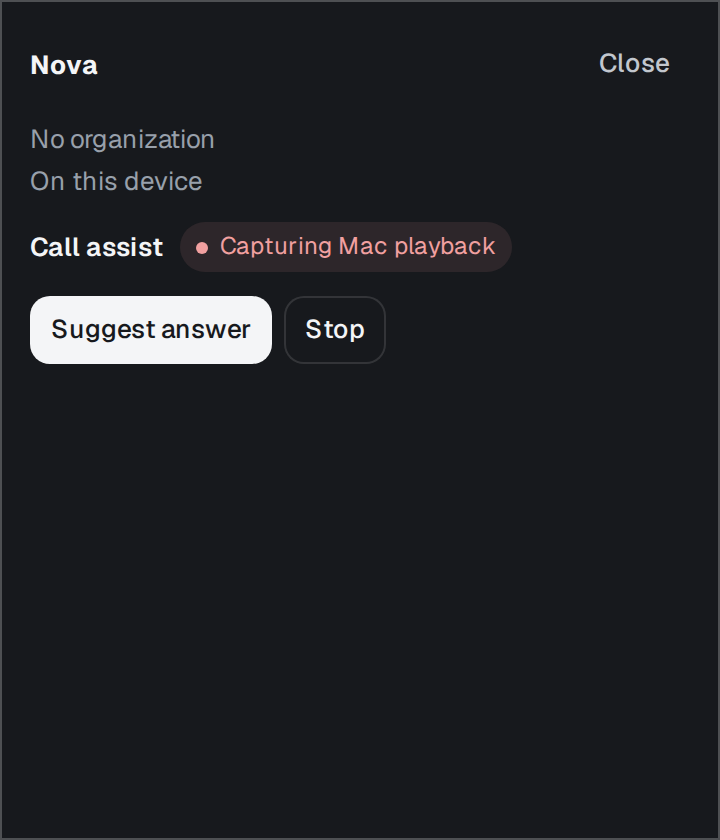 Nova
Close
No organization
On this device
Call assist
Capturing Mac playback
Suggest answer
Stop